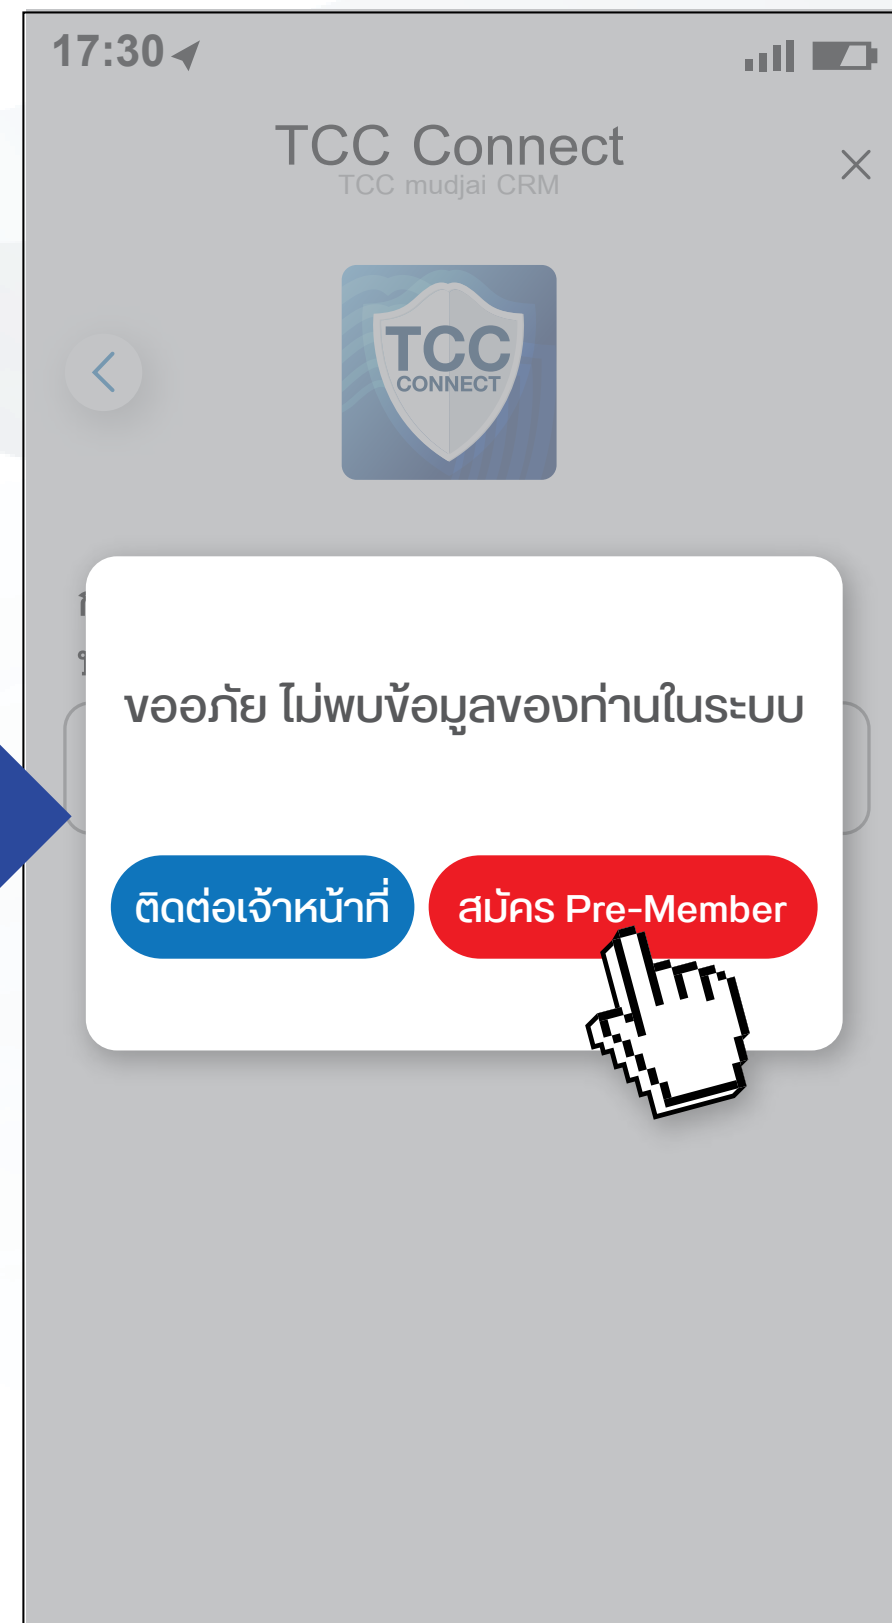 17:30
TCC Connect
TCC mudjai CRM
TCC
CONNECT
ขออภัย ไม่พบข้อมูลของท่านในระบบ
ติดต่อเจ้าหน้าที่
สมัคร Pre-Member